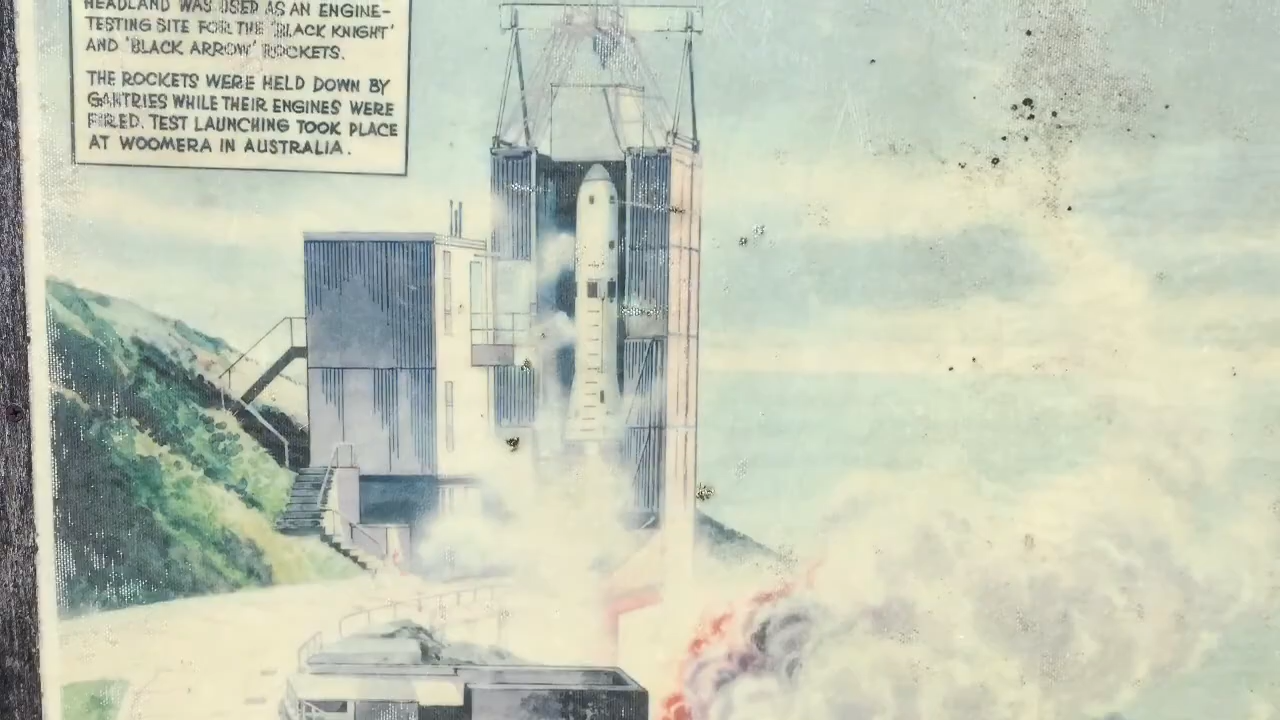 HEADLAND WAS USED AS AN ENGINE-
TESTING SITE FOR THE 'BLACK KNIGHT'
AND 'BLACK ARROW' ROCKETS.
THE ROCKETS WERE HELD DOWN BY
GANTRIES WHILE THEIR ENGINES WERE
FIRED. TEST LAUNCHING TOOK PLACE
AT WOOMERA IN AUSTRALIA.